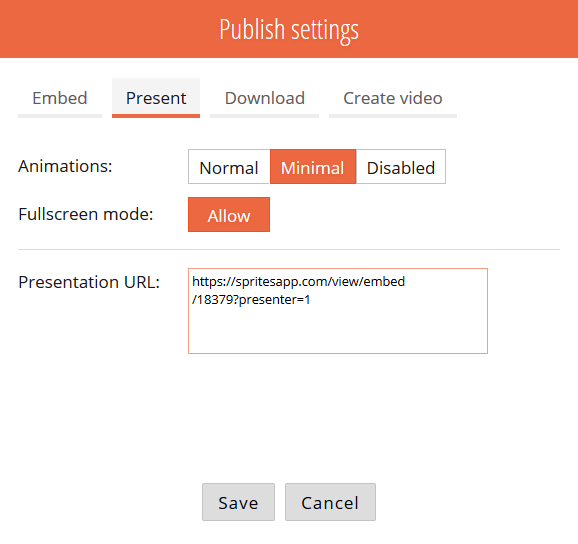 Publish settings
Embed Present Download Create video
Animations: Normal Minimal Disabled
Fullscreen mode: Allow
Presentation URL: https://spritesapp.com/view/embed
/18379?presenter=1
Save Cancel